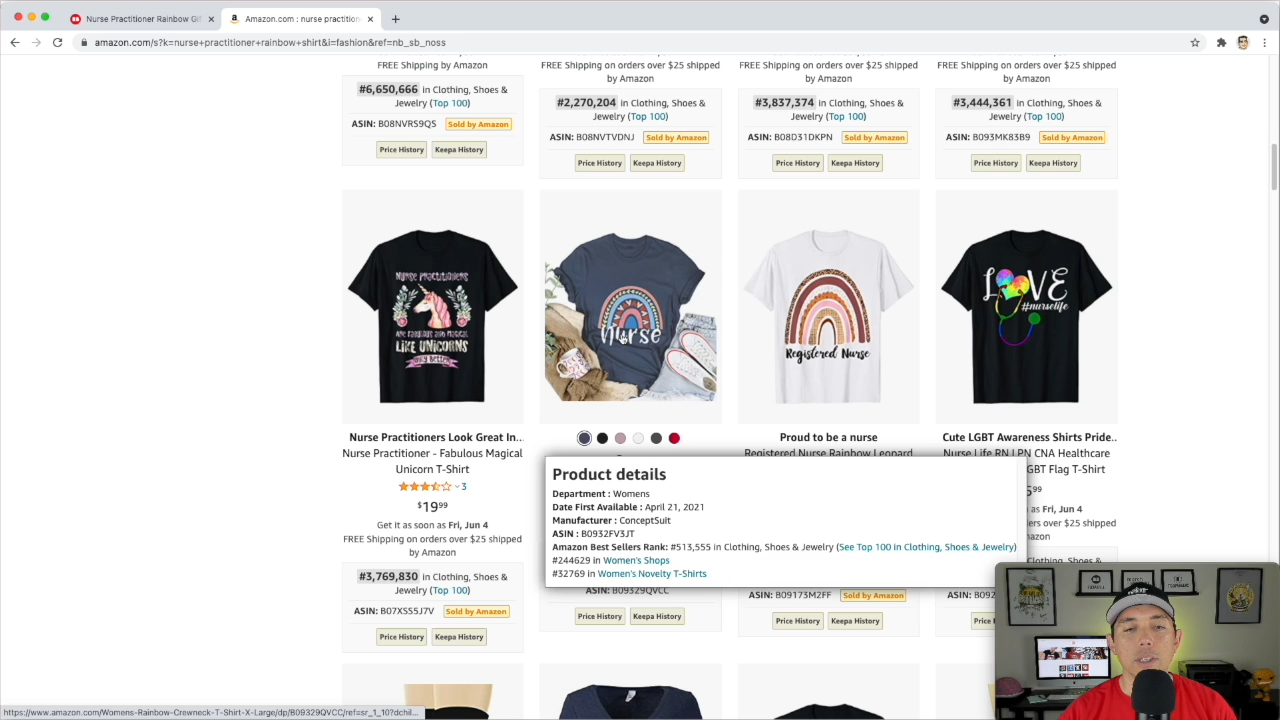 Nurse Practitioner Rainbow Gif
Amazon.com : nurse practition
amazon.com/s?k=nurse+practitioner+rainbow+shirt&i=fashion&ref=nb_sb_noss
FREE Shipping by Amazon
FREE Shipping on orders over $25 shipped
by Amazon
FREE Shipping on orders over $25 shipped
by Amazon
FREE Shipping on orders over $25 shipped
by Amazon
#6,650,666 in Clothing, Shoes &
Jewelry (Top 100)
ASIN: B08NVRS9QS Sold by Amazon
Price History Keepa History
#2,270,204 in Clothing, Shoes &
Jewelry (Top 100)
ASIN: B08NVTVDNJ Sold by Amazon
Price History Keepa History
#3,837,374 in Clothing, Shoes &
Jewelry (Top 100)
ASIN: B08D31DKPN Sold by Amazon
Price History Keepa History
#3,444,361 in Clothing, Shoes &
Jewelry (Top 100)
ASIN: B093MK83B9 Sold by Amazon
Price History Keepa History
NURSE PRACTITIONERS
ARE FABULOUS AND MAGICAL
LIKE UNICORNS
ONLY BETTER
Nurse
Registered Nurse
LOVE
#nurselife
Nurse Practitioners Look Great In...
Nurse Practitioner - Fabulous Magical
Unicorn T-Shirt
3
$19.99
Get it as soon as Fri, Jun 4
FREE Shipping on orders over $25 shipped
by Amazon
#3,769,830 in Clothing, Shoes &
Jewelry (Top 100)
ASIN: B07XSS5J7V Sold by Amazon
Price History Keepa History
Product details
Department : Womens
Date First Available : April 21, 2021
Manufacturer : ConceptSuit
ASIN : B0932FV3JT
Amazon Best Sellers Rank: #513,555 in Clothing, Shoes & Jewelry (See Top 100 in Clothing, Shoes & Jewelry)
#244629 in Women's Shops
#32769 in Women's Novelty T-Shirts
ASIN: B09329QVCC
Price History Keepa History
Proud to be a nurse
Registered Nurse Rainbow Leopard
ASIN: B09173M2FF Sold by Amazon
Price History Keepa History
Cute LGBT Awareness Shirts Pride...
Nurse Life RN LPN CNA Healthcare
GBT Flag T-Shirt
99
as Fri, Jun 4
ders over $25 shipped
https://www.amazon.com/Womens-Rainbow-Crewneck-T-Shirt-X-Large/dp/B09329QVCC/ref=sr_1_10?dchil...